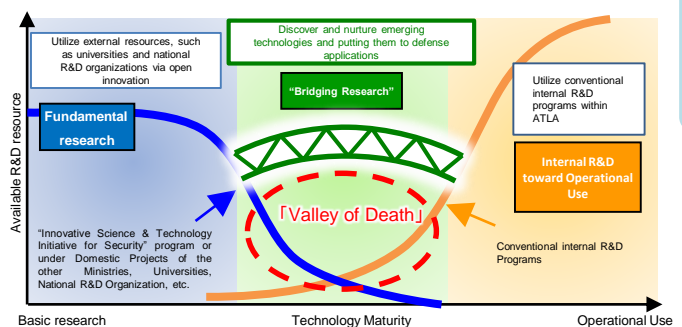 Discover and nurture emerging
technologies and putting them to defense
applications
Utilize external resources, such
as universities and national
R&D organizations via open
innovation
"Bridging Research"
Utilize conventional
internal R&D
programs within
ATLA
Fundamental
research
Internal R&D
toward Operational
Use
Available R&D resource
「Valley of Death」
"Innovative Science & Technology
Initiative for Security" program or
under Domestic Projects of the
other Ministries, Universities,
National R&D Organization, etc.
Conventional internal R&D
Programs
Basic research
Technology Maturity
Operational Use